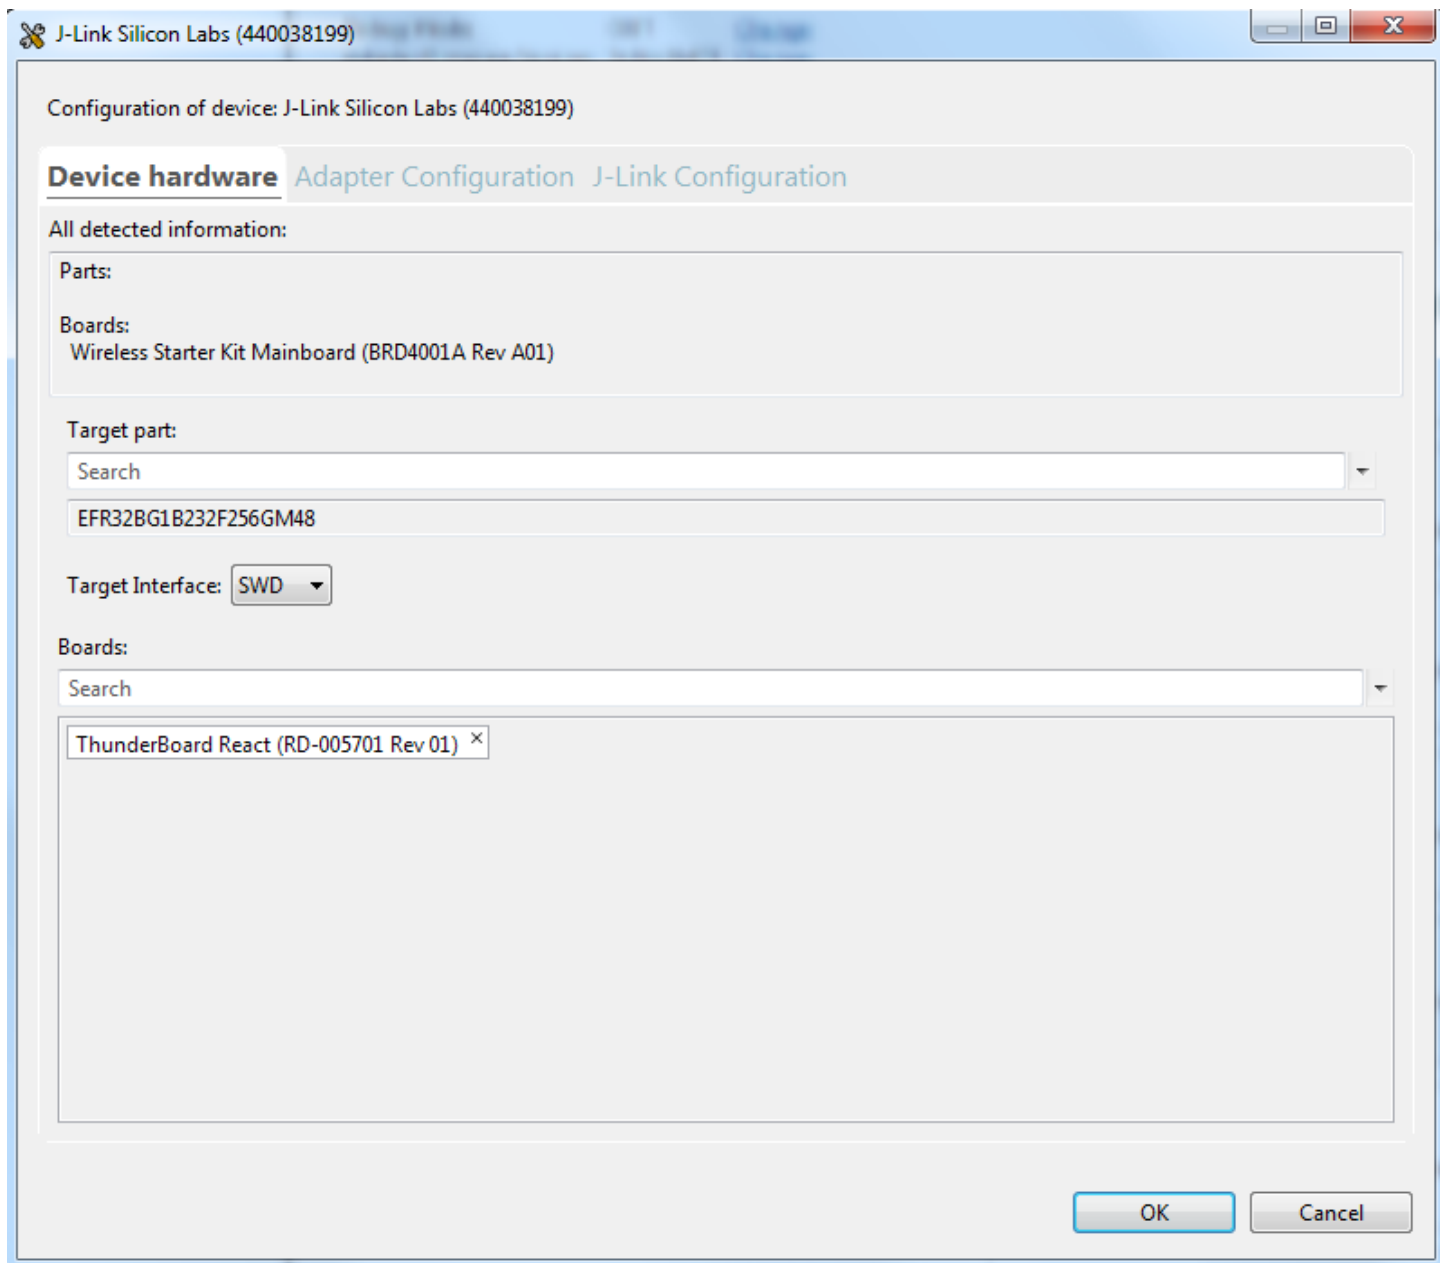 J-Link Silicon Labs (440038199)
Configuration of device: J-Link Silicon Labs (440038199)
Device hardware Adapter Configuration J-Link Configuration
All detected information:
Parts:
Boards:
Wireless Starter Kit Mainboard (BRD4001A Rev A01)
Target part:
Search
EFR32BG1B232F256GM48
Target Interface: SWD
Boards:
Search
ThunderBoard React (RD-005701 Rev 01) ×
OK Cancel